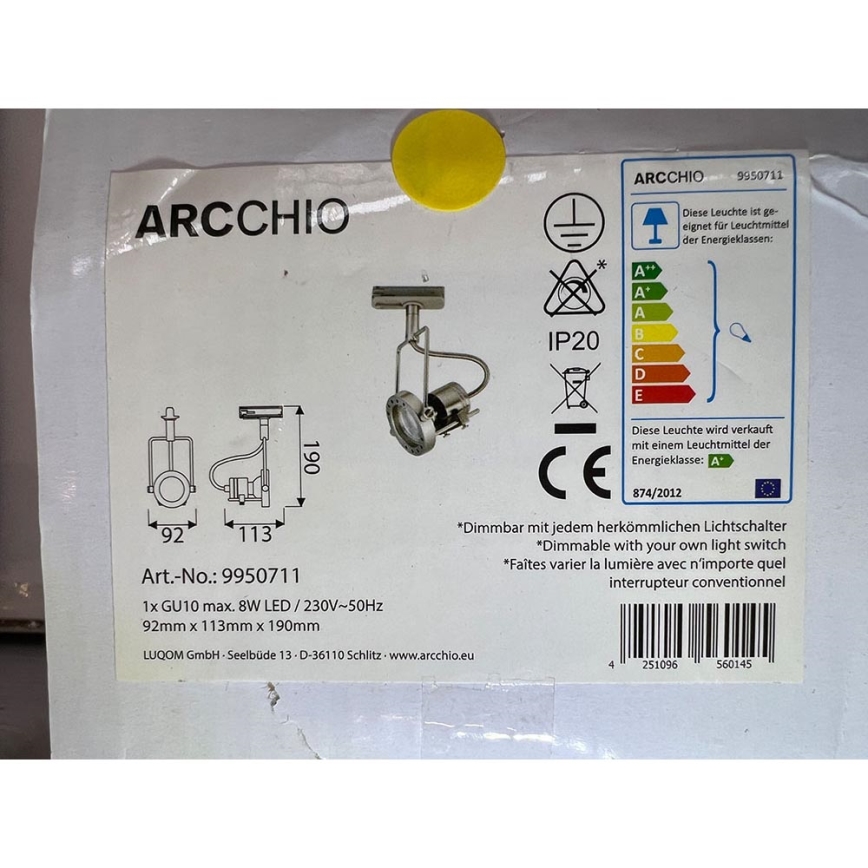 ARCCHIO
ARCCHIO 9950711
Diese Leuchte ist ge-
eignet für Leuchtmittel
der Energieklassen:
A++
A+
A
B
C
D
E
*
IP20
CE
Diese Leuchte wird verkauft
mit einem Leuchtmittel der
Energieklasse: A+
874/2012
190
92 113
*Dimmbar mit jedem herkömmlichen Lichtschalter
*Dimmable with your own light switch
*Faîtes varier la lumière avec n'importe quel
interrupteur conventionnel
Art.-No.: 9950711
1x GU10 max. 8W LED / 230V~50Hz
92mm x 113mm x 190mm
LUQOM GmbH · Seelbüde 13 · D-36110 Schlitz · www.arcchio.eu
4 251096 560145